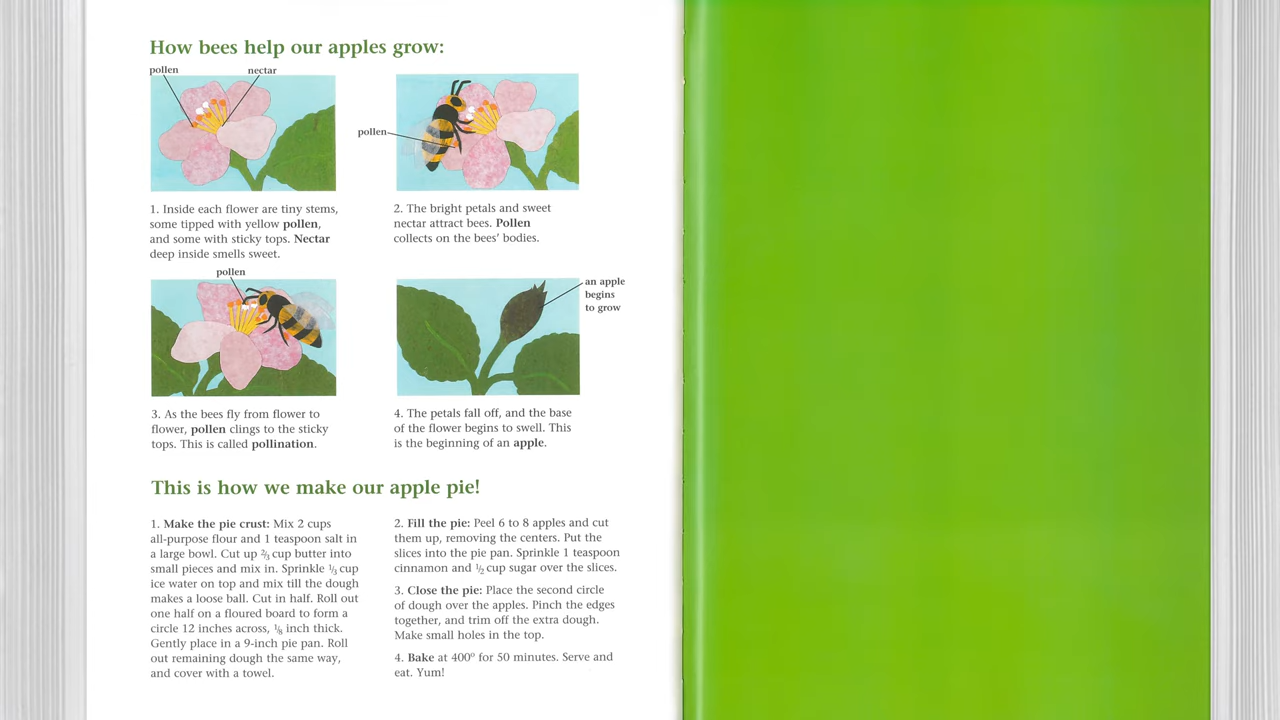 How bees help our apples grow:
pollen
nectar
pollen
1. Inside each flower are tiny stems,
some tipped with yellow pollen,
and some with sticky tops. Nectar
deep inside smells sweet.
2. The bright petals and sweet
nectar attract bees. Pollen
collects on the bees' bodies.
pollen
an apple
begins
to grow
3. As the bees fly from flower to
flower, pollen clings to the sticky
tops. This is called pollination.
4. The petals fall off, and the base
of the flower begins to swell. This
is the beginning of an apple.
This is how we make our apple pie!
1. Make the pie crust: Mix 2 cups
all-purpose flour and 1 teaspoon salt in
a large bowl. Cut up ⅔ cup butter into
small pieces and mix in. Sprinkle ⅓ cup
ice water on top and mix till the dough
makes a loose ball. Cut in half. Roll out
one half on a floured board to form a
circle 12 inches across, ⅛ inch thick.
Gently place in a 9-inch pie pan. Roll
out remaining dough the same way,
and cover with a towel.
2. Fill the pie: Peel 6 to 8 apples and cut
them up, removing the centers. Put the
slices into the pie pan. Sprinkle 1 teaspoon
cinnamon and ½ cup sugar over the slices.
3. Close the pie: Place the second circle
of dough over the apples. Pinch the edges
together, and trim off the extra dough.
Make small holes in the top.
4. Bake at 400° for 50 minutes. Serve and
eat. Yum!